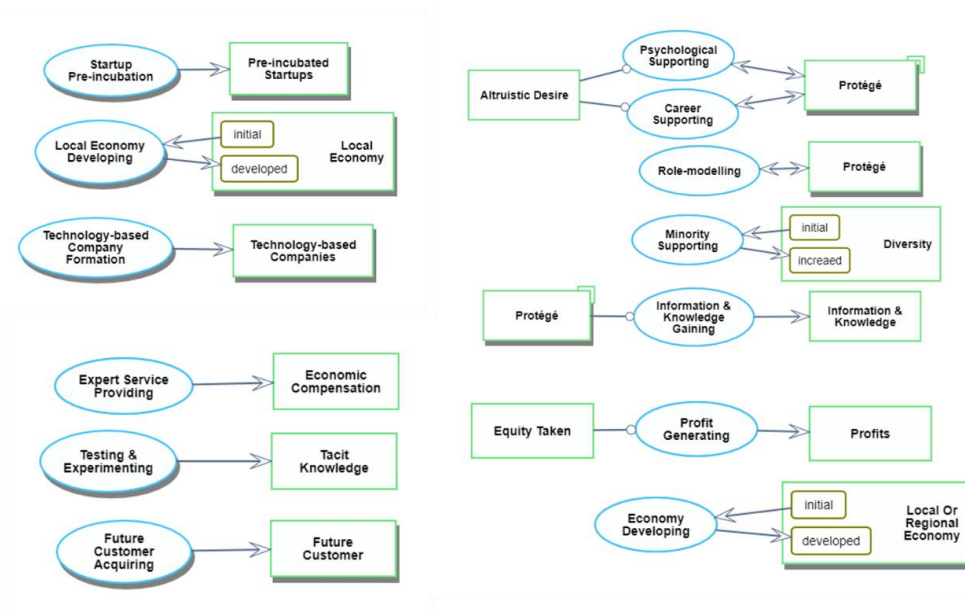 Startup
Pre-incubation
Pre-incubated
Startups
Local Economy
Developing
initial
developed
Local
Economy
Technology-based
Company
Formation
Technology-based
Companies
Expert Service
Providing
Economic
Compensation
Testing &
Experimenting
Tacit
Knowledge
Future
Customer
Acquiring
Future
Customer
Altruistic Desire
Psychological
Supporting
Career
Supporting
Protégé
Role-modelling
Protégé
Minority
Supporting
initial
increaed
Diversity
Protégé
Information &
Knowledge
Gaining
Information &
Knowledge
Equity Taken
Profit
Generating
Profits
Economy
Developing
initial
developed
Local Or
Regional
Economy